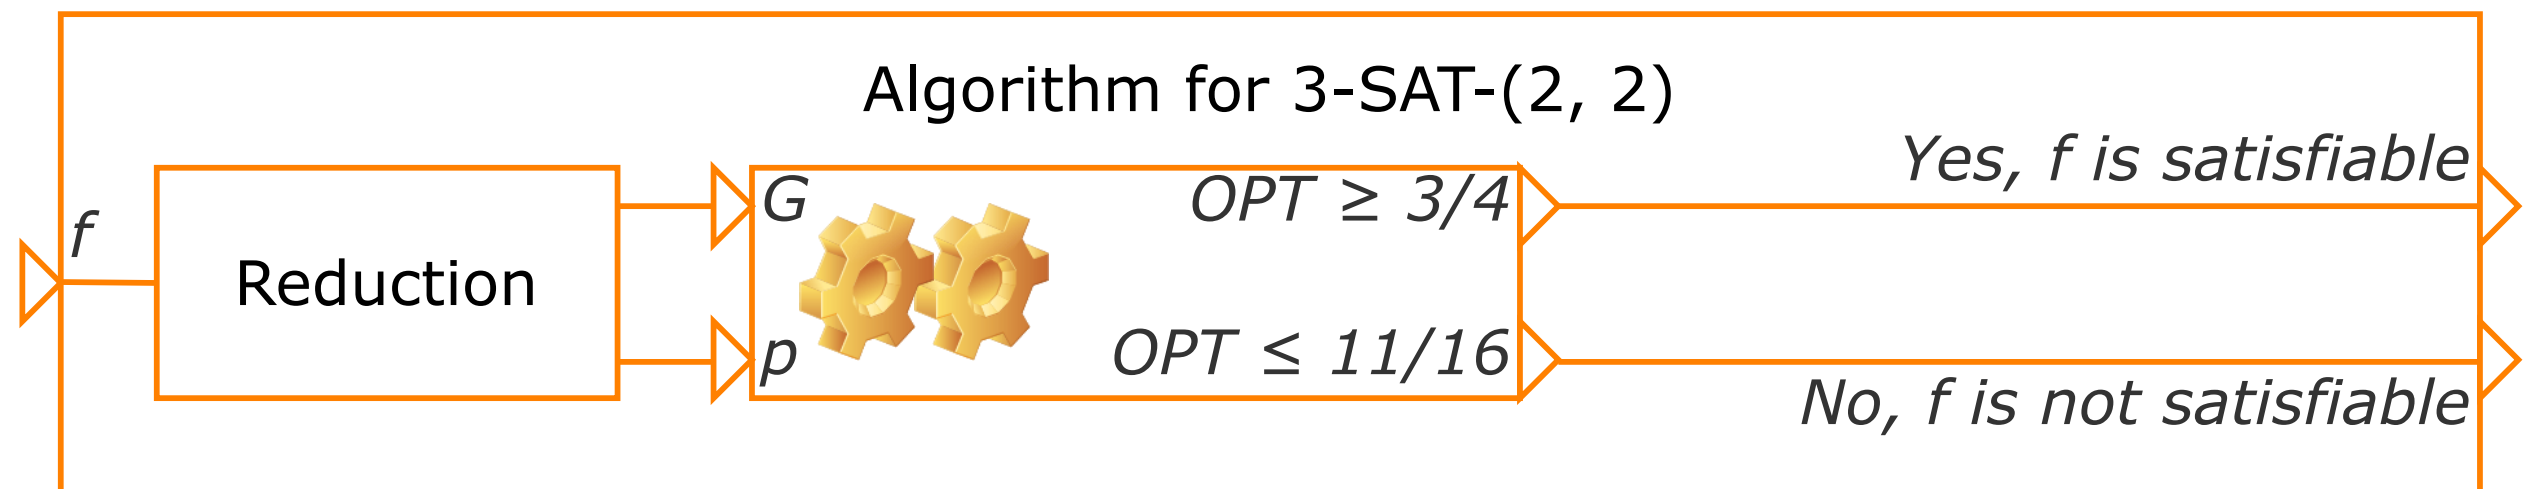 Algorithm for 3-SAT-(2, 2)
Yes, f is satisfiable
f
Reduction
G
OPT ≥ 3/4
p
OPT ≤ 11/16
No, f is not satisfiable